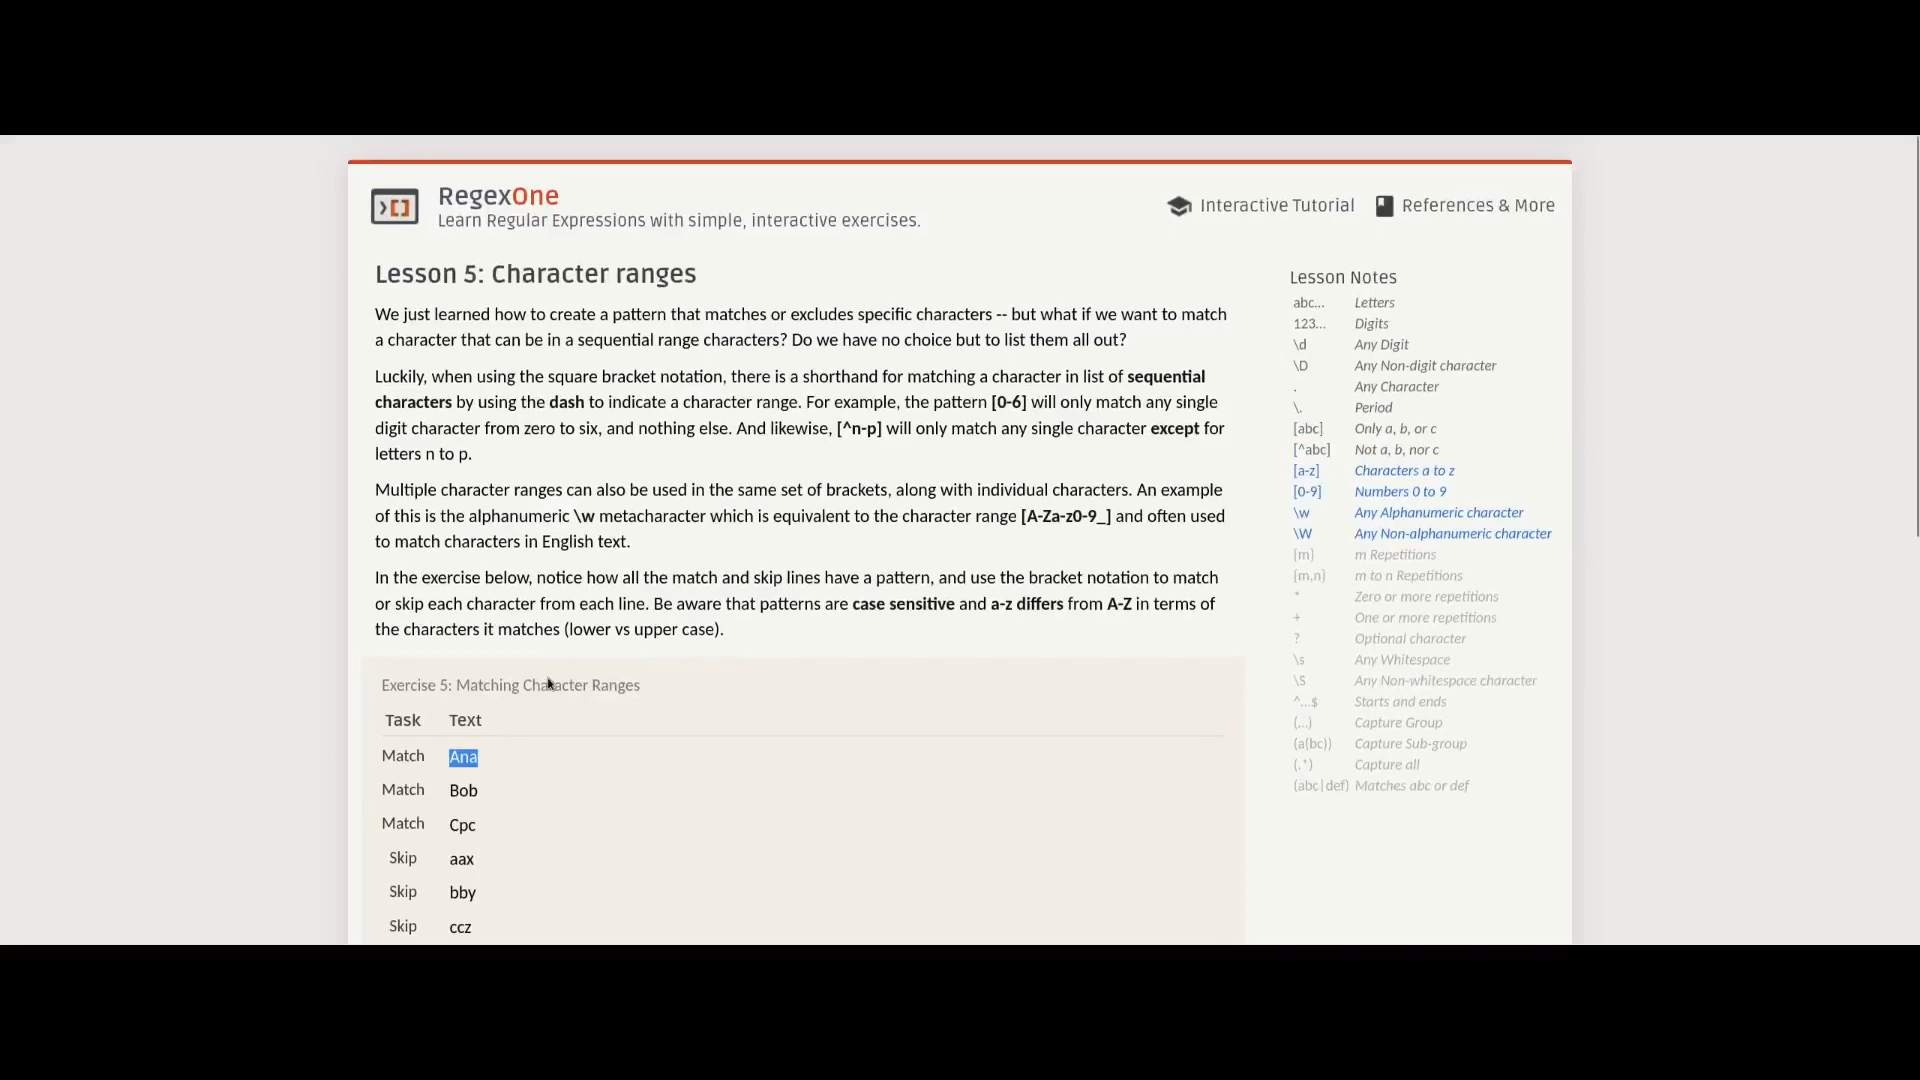 RegexOne
Learn Regular Expressions with simple, interactive exercises.
Interactive Tutorial
References & More
Lesson 5: Character ranges
We just learned how to create a pattern that matches or excludes specific characters -- but what if we want to match
a character that can be in a sequential range characters? Do we have no choice but to list them all out?
Luckily, when using the square bracket notation, there is a shorthand for matching a character in list of sequential
characters by using the dash to indicate a character range. For example, the pattern [0-6] will only match any single
digit character from zero to six, and nothing else. And likewise, [^n-p] will only match any single character except for
letters n to p.
Multiple character ranges can also be used in the same set of brackets, along with individual characters. An example
of this is the alphanumeric \w metacharacter which is equivalent to the character range [A-Za-z0-9_] and often used
to match characters in English text.
In the exercise below, notice how all the match and skip lines have a pattern, and use the bracket notation to match
or skip each character from each line. Be aware that patterns are case sensitive and a-z differs from A-Z in terms of
the characters it matches (lower vs upper case).
Exercise 5: Matching Character Ranges
Task Text
Match Ana
Match Bob
Match Cpc
Skip aax
Skip bby
Skip ccz
Lesson Notes
abc... Letters
123... Digits
\d Any Digit
\D Any Non-digit character
. Any Character
\. Period
[abc] Only a, b, or c
[^abc] Not a, b, nor c
[a-z] Characters a to z
[0-9] Numbers 0 to 9
\w Any Alphanumeric character
\W Any Non-alphanumeric character
{m} m Repetitions
{m,n} m to n Repetitions
* Zero or more repetitions
+ One or more repetitions
? Optional character
\s Any Whitespace
\S Any Non-whitespace character
^...$ Starts and ends
(...) Capture Group
(a(bc)) Capture Sub-group
(.*) Capture all
(abc|def) Matches abc or def